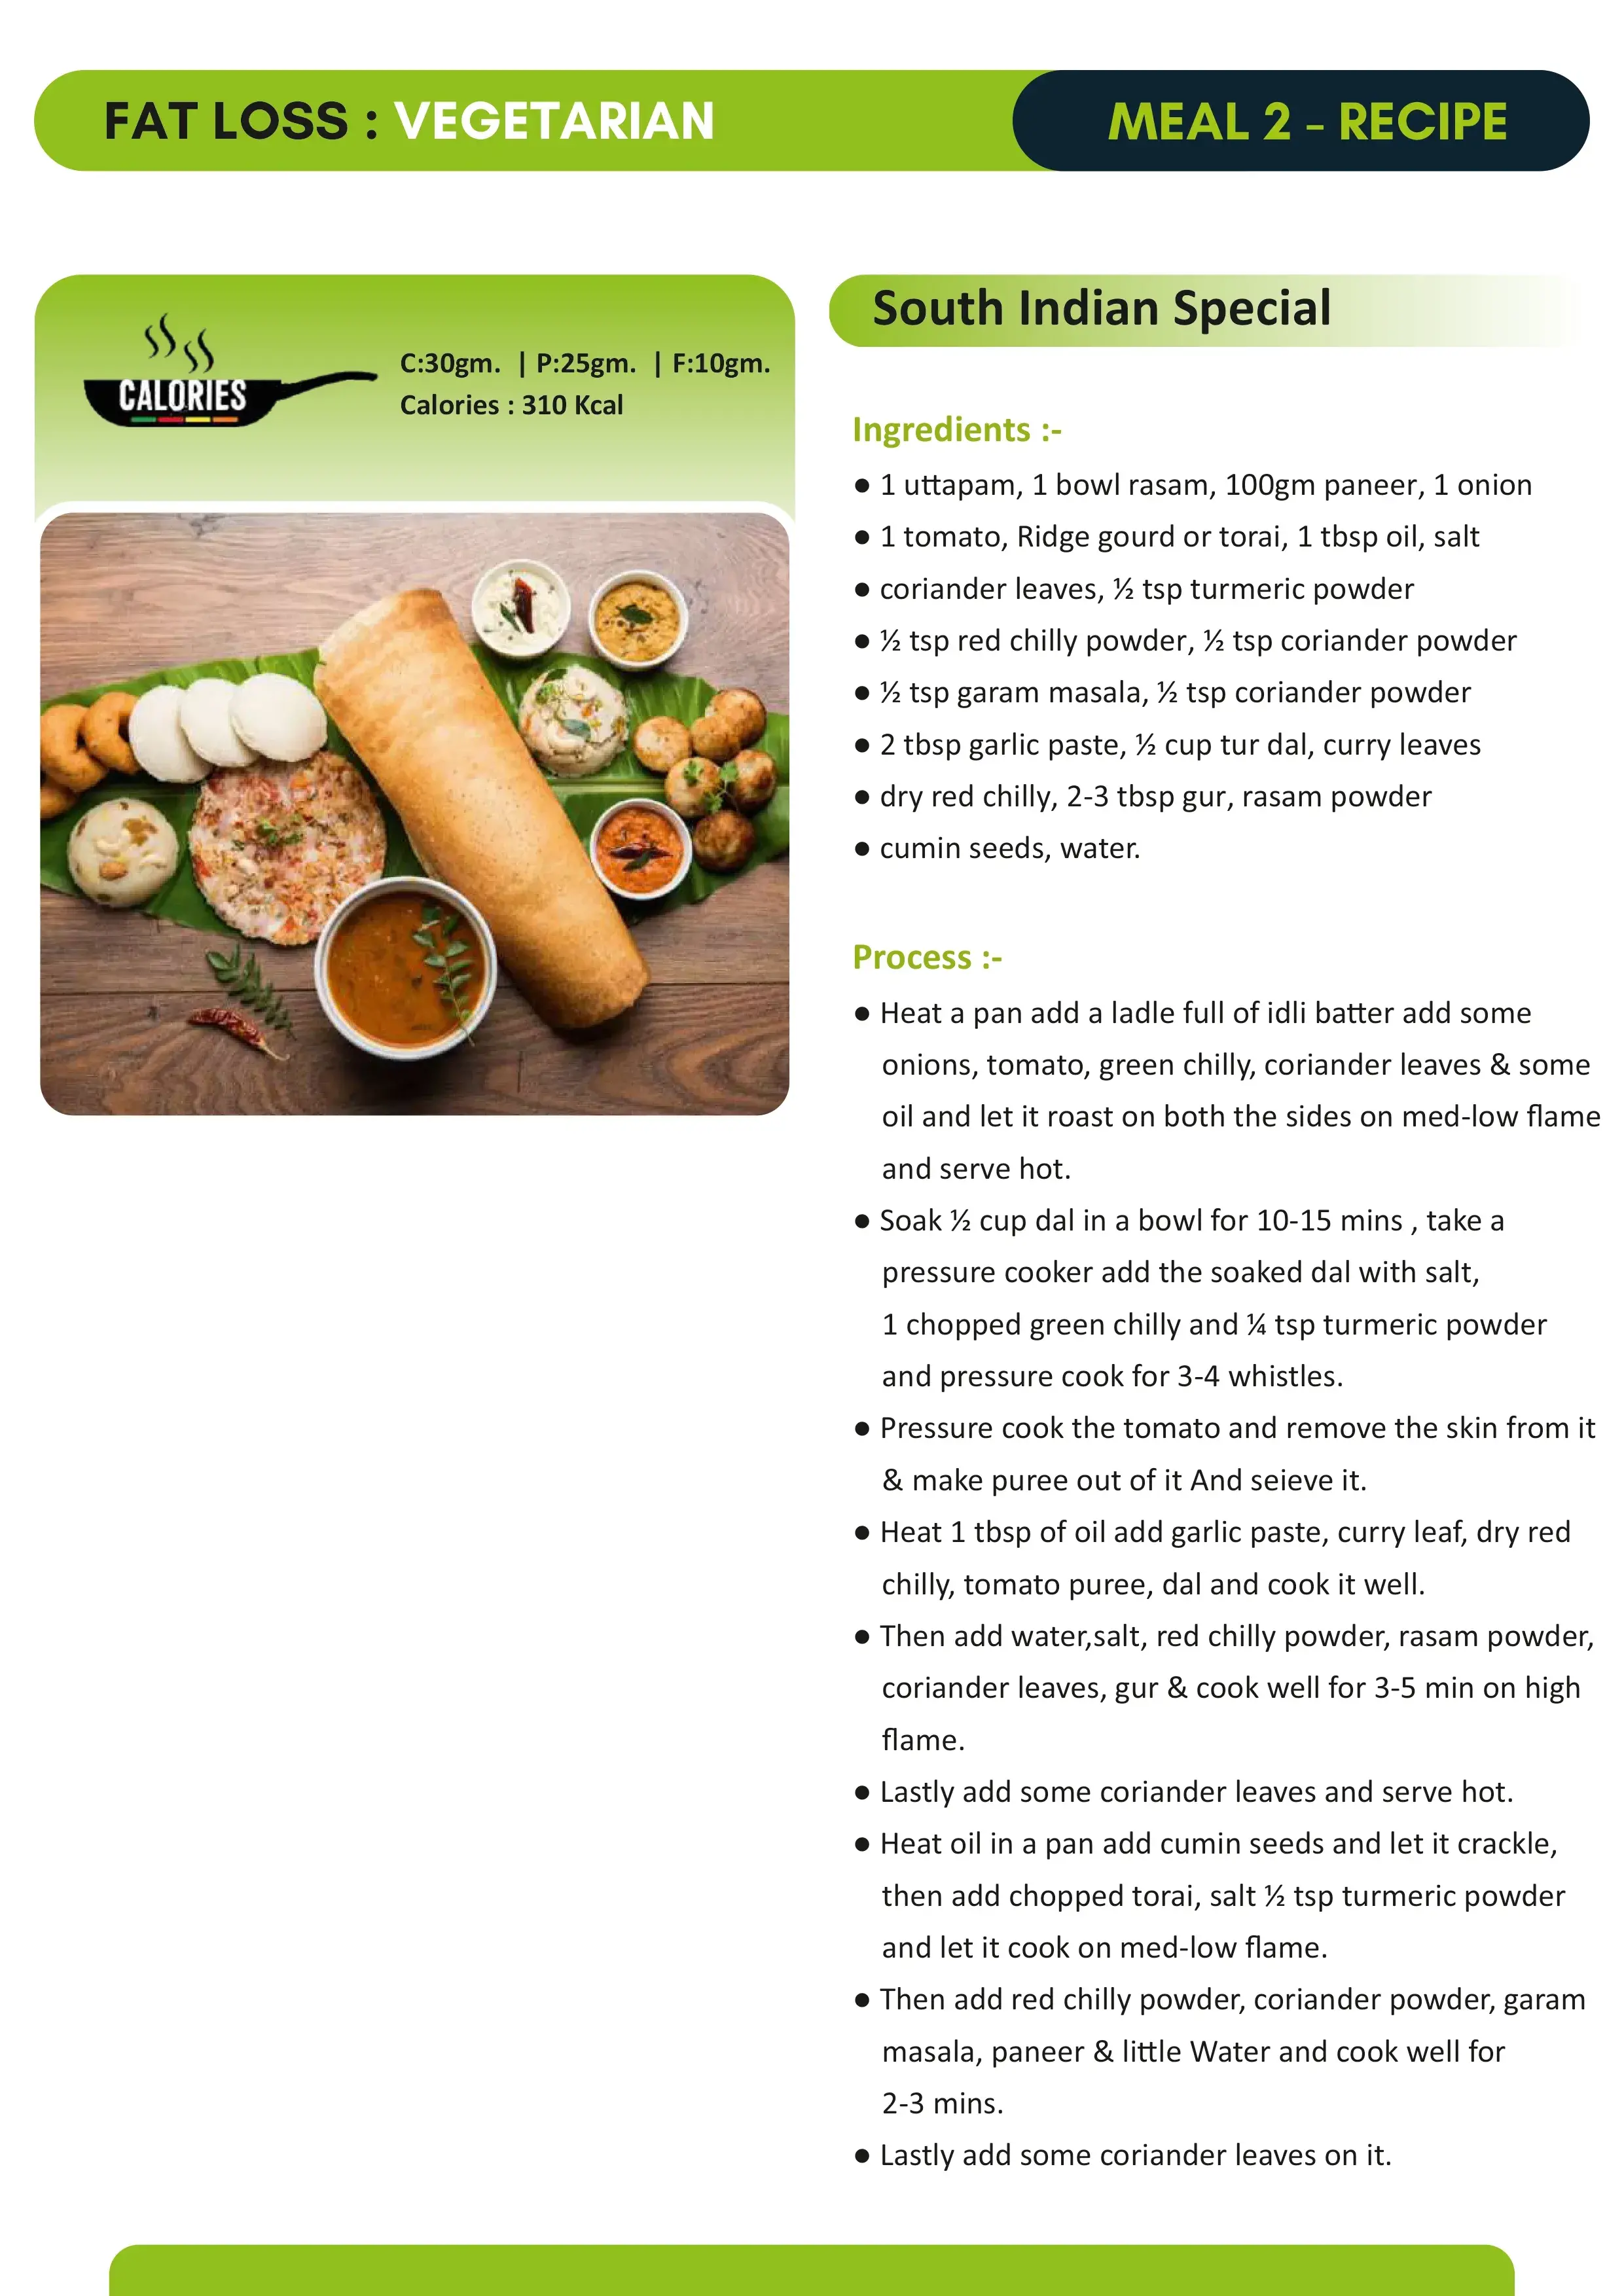 FAT LOSS : VEGETARIAN
MEAL 2 - RECIPE
CALORIES
C:30gm. | P:25gm. | F:10gm.
Calories : 310 Kcal
South Indian Special
Ingredients :-
● 1 uttapam, 1 bowl rasam, 100gm paneer, 1 onion
● 1 tomato, Ridge gourd or torai, 1 tbsp oil, salt
● coriander leaves, ½ tsp turmeric powder
● ½ tsp red chilly powder, ½ tsp coriander powder
● ½ tsp garam masala, ½ tsp coriander powder
● 2 tbsp garlic paste, ½ cup tur dal, curry leaves
● dry red chilly, 2-3 tbsp gur, rasam powder
● cumin seeds, water.
Process :-
● Heat a pan add a ladle full of idli batter add some
onions, tomato, green chilly, coriander leaves & some
oil and let it roast on both the sides on med-low flame
and serve hot.
● Soak ½ cup dal in a bowl for 10-15 mins , take a
pressure cooker add the soaked dal with salt,
1 chopped green chilly and ¼ tsp turmeric powder
and pressure cook for 3-4 whistles.
● Pressure cook the tomato and remove the skin from it
& make puree out of it And seieve it.
● Heat 1 tbsp of oil add garlic paste, curry leaf, dry red
chilly, tomato puree, dal and cook it well.
● Then add water,salt, red chilly powder, rasam powder,
coriander leaves, gur & cook well for 3-5 min on high
flame.
● Lastly add some coriander leaves and serve hot.
● Heat oil in a pan add cumin seeds and let it crackle,
then add chopped torai, salt ½ tsp turmeric powder
and let it cook on med-low flame.
● Then add red chilly powder, coriander powder, garam
masala, paneer & little Water and cook well for
2-3 mins.
● Lastly add some coriander leaves on it.